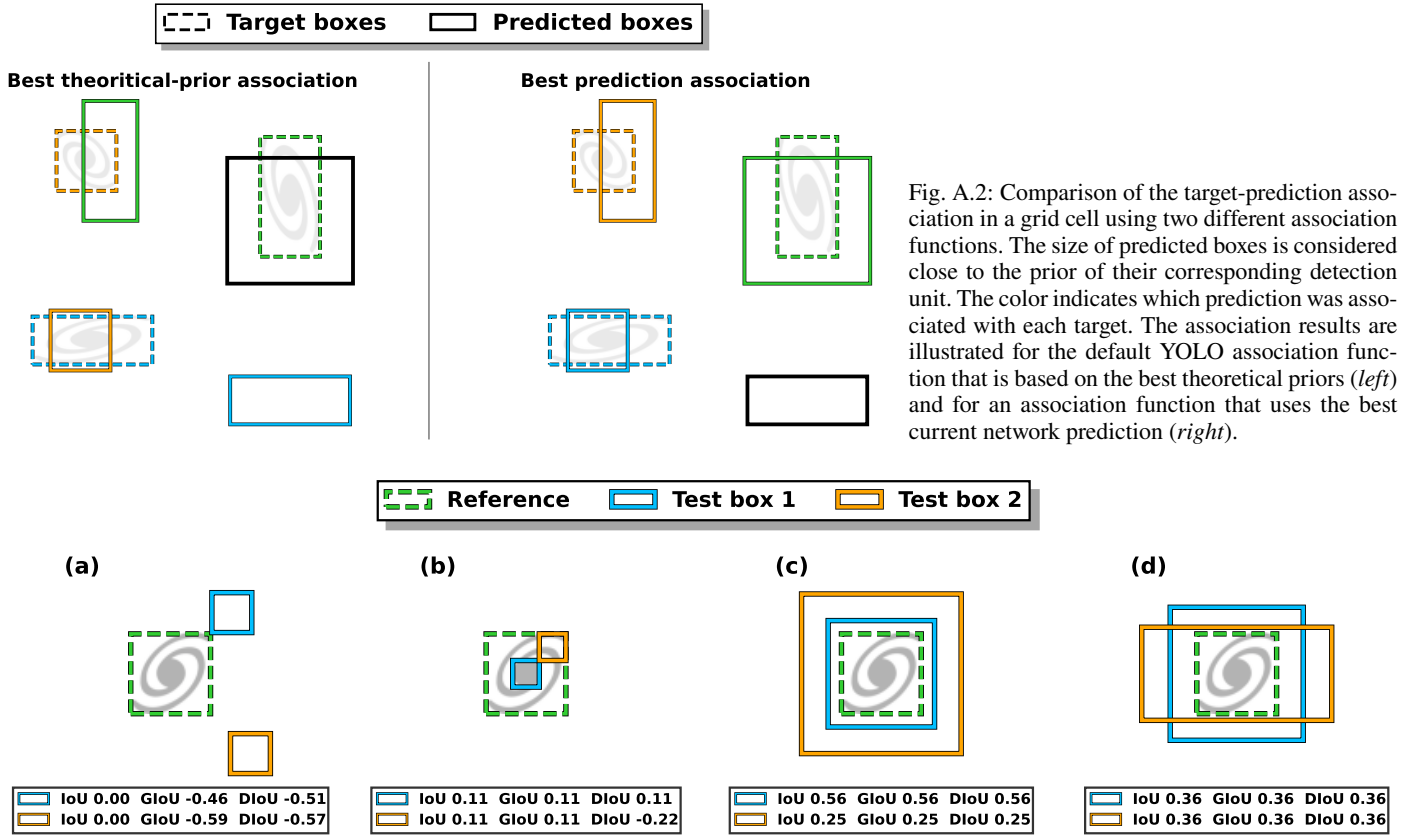 Target boxes Predicted boxes
Best theoritical-prior association
Best prediction association
Fig. A.2: Comparison of the target-prediction asso-
ciation in a grid cell using two different association
functions. The size of predicted boxes is considered
close to the prior of their corresponding detection
unit. The color indicates which prediction was asso-
ciated with each target. The association results are
illustrated for the default YOLO association func-
tion that is based on the best theoretical priors (left)
and for an association function that uses the best
current network prediction (right).
Reference Test box 1 Test box 2
(a)
IoU 0.00 GIoU -0.46 DIoU -0.51
IoU 0.00 GIoU -0.59 DIoU -0.57
(b)
IoU 0.11 GIoU 0.11 DIoU 0.11
IoU 0.11 GIoU 0.11 DIoU -0.22
(c)
IoU 0.56 GIoU 0.56 DIoU 0.56
IoU 0.25 GIoU 0.25 DIoU 0.25
(d)
IoU 0.36 GIoU 0.36 DIoU 0.36
IoU 0.36 GIoU 0.36 DIoU 0.36